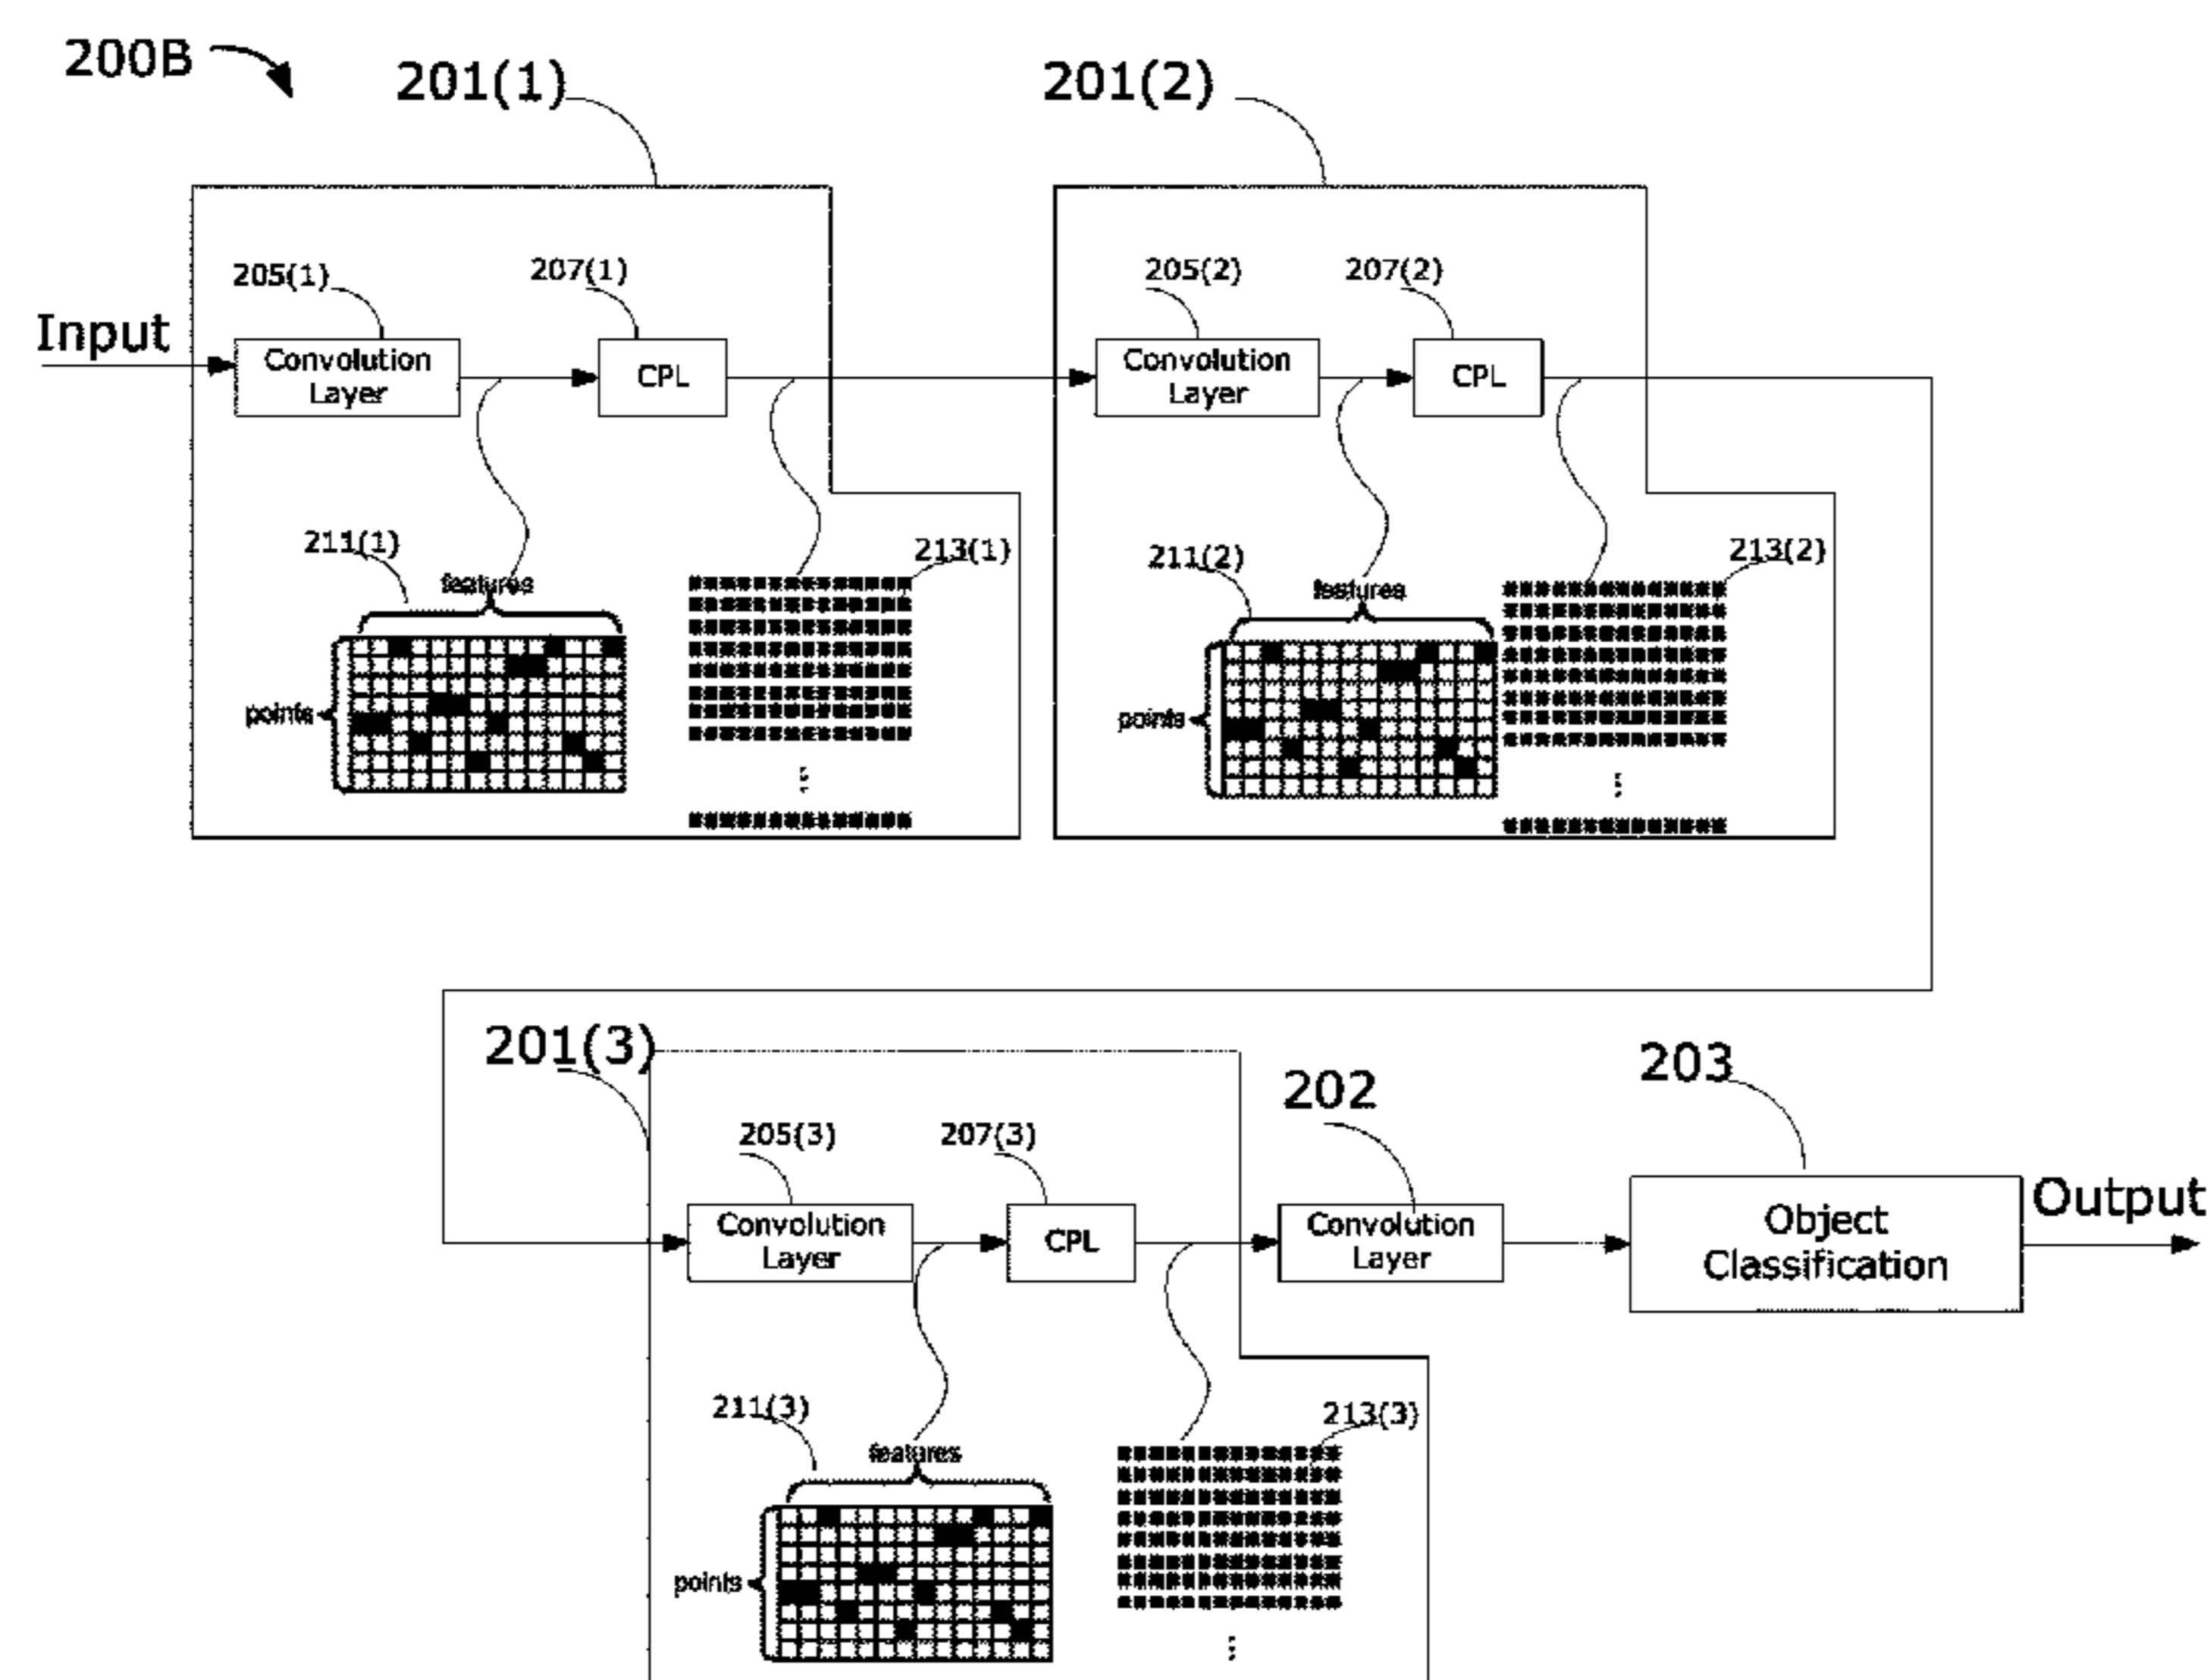 200B
201(1)
201(2)
205(1)
207(1)
205(2)
207(2)
Input
Convolution
Layer
CPL
Convolution
Layer
CPL
211(1)
213(1)
211(2)
213(2)
features
features
points
points
201(3)
202
203
205(3)
207(3)
Convolution
Layer
CPL
Convolution
Layer
Object
Classification
Output
211(3)
213(3)
features
points